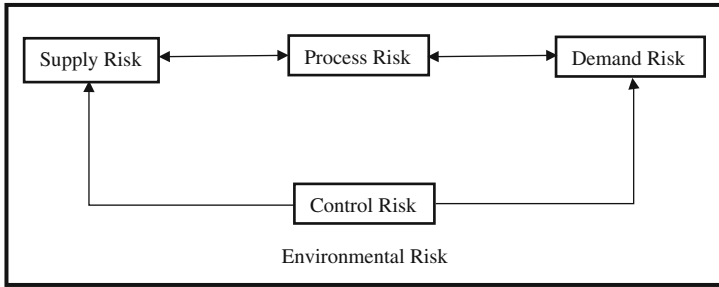 Supply Risk
Process Risk
Demand Risk
Control Risk
Environmental Risk